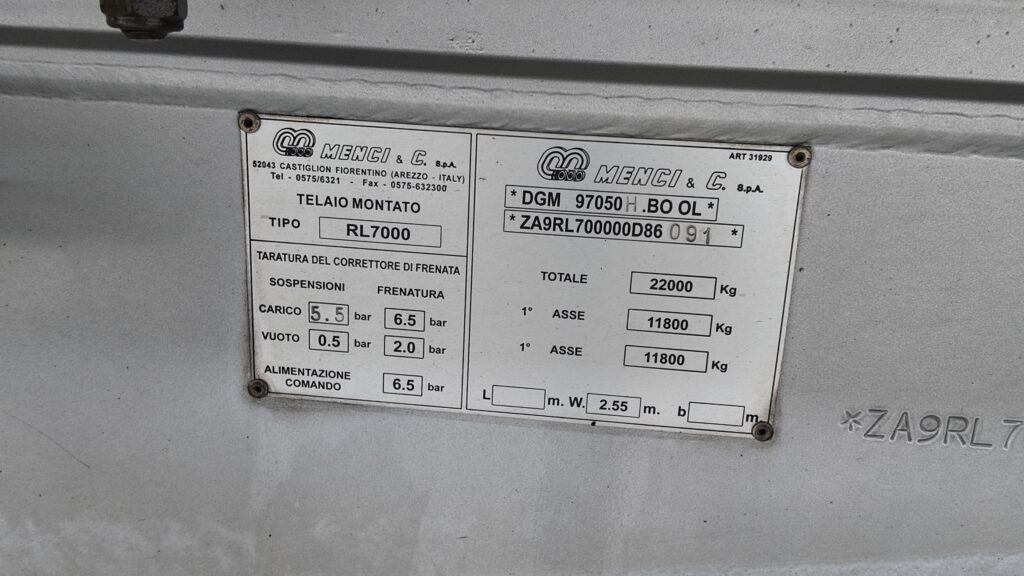 MENCI & C. S.p.A.
52043 CASTIGLION FIORENTINO (AREZZO - ITALY)
Tel - 0575/6321 - Fax - 0575-632300
TELAIO MONTATO
TIPO RL7000
TARATURA DEL CORRETTORE DI FRENATA
SOSPENSIONI FRENATURA
CARICO 5.5 bar 6.5 bar
VUOTO 0.5 bar 2.0 bar
ALIMENTAZIONE
COMANDO 6.5 bar
ART 31929
MENCI & C. S.p.A.
* DGM 97050H.BO OL *
* ZA9RL700000D86091 *
TOTALE 22000 Kg
1° ASSE 11800 Kg
1° ASSE 11800 Kg
L m. W. 2.55 m. b m.
*ZA9RL7